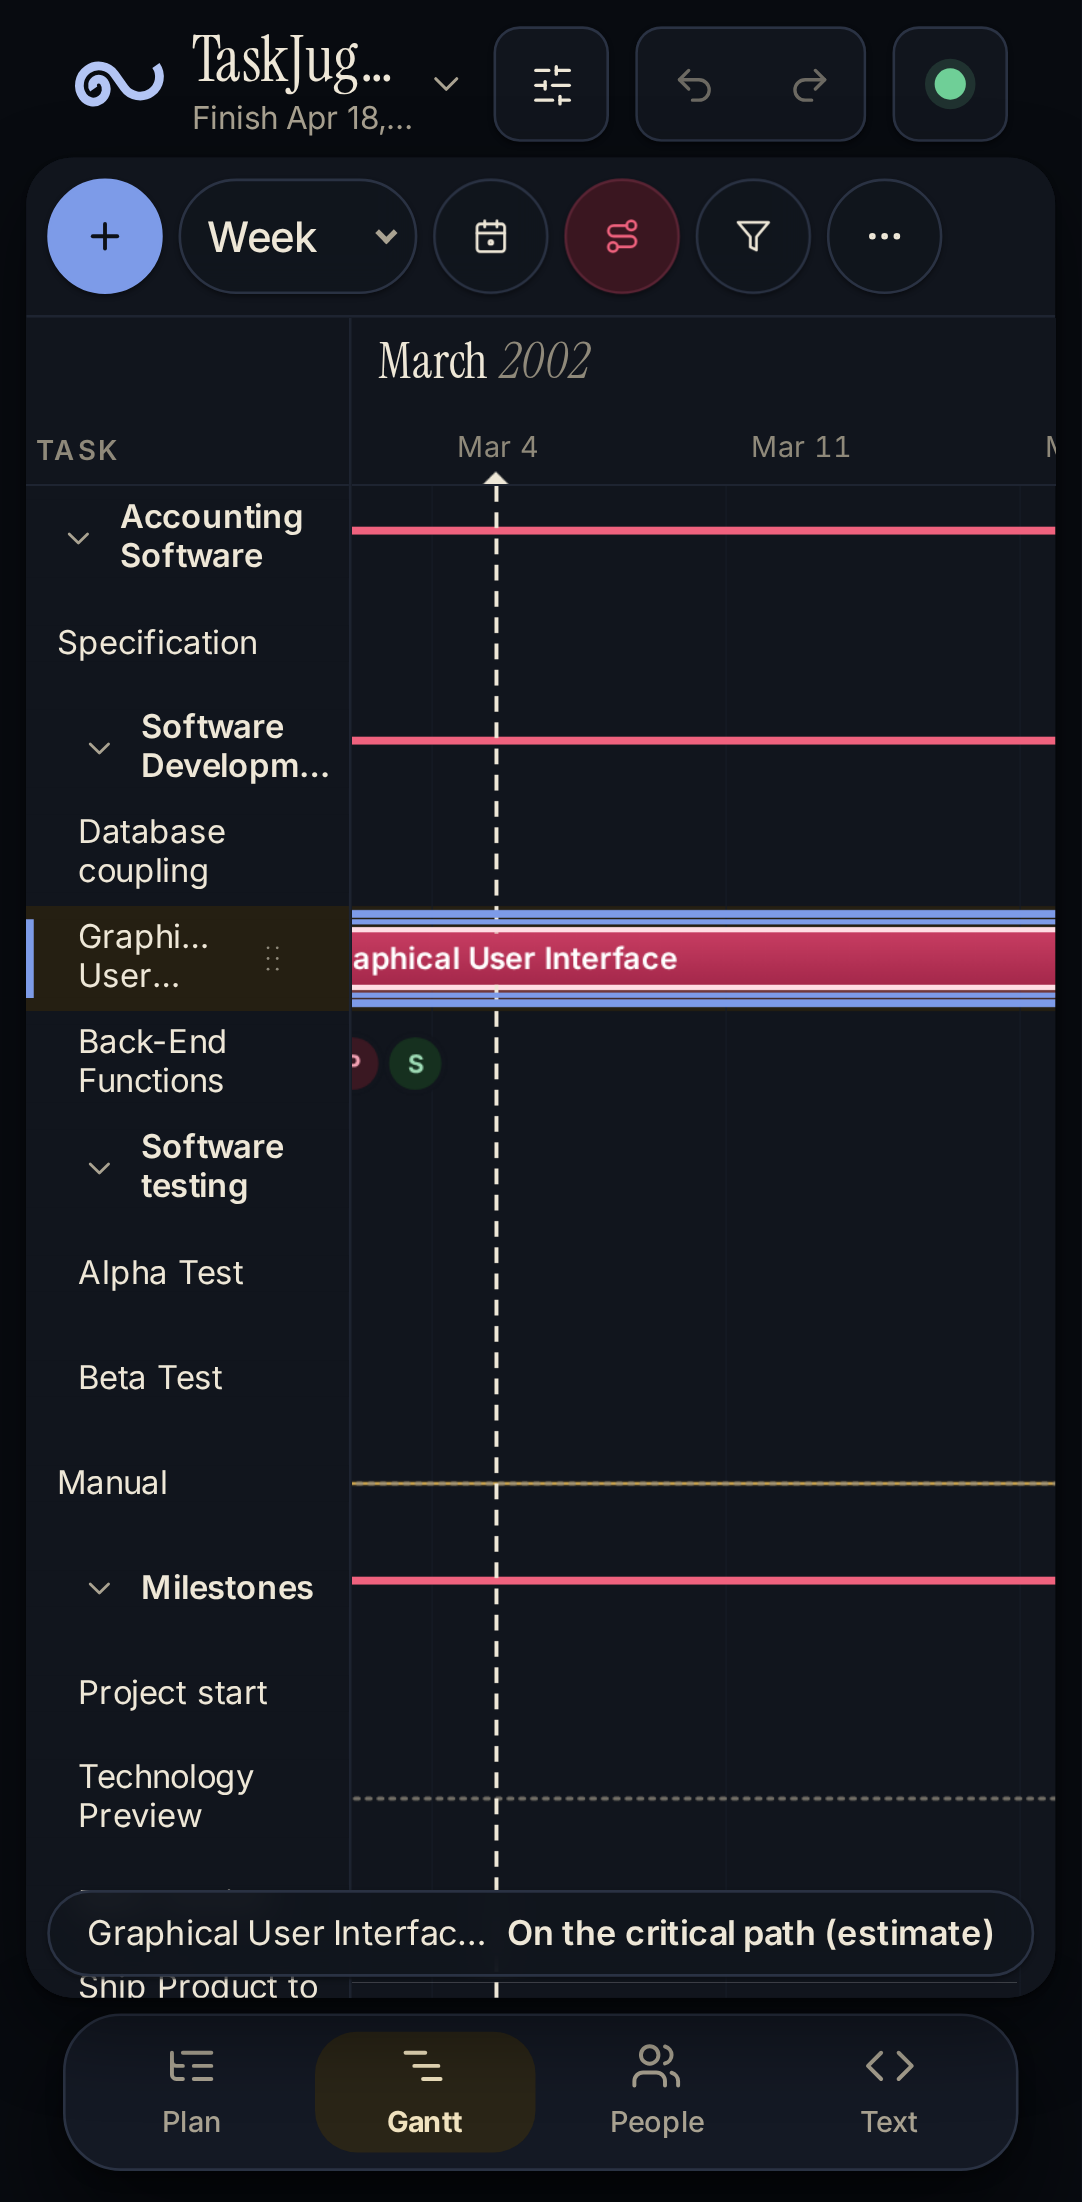 TaskJug...
Finish Apr 18,...
Week
March 2002
TASK
Mar 4
Mar 11
Accounting
Software
Specification
Software
Developm...
Database
coupling
Graphi...
User...
aphical User Interface
Back-End
Functions
S
Software
testing
Alpha Test
Beta Test
Manual
Milestones
Project start
Technology
Preview
Graphical User Interfac... On the critical path (estimate)
Ship Product to
Plan
Gantt
People
Text